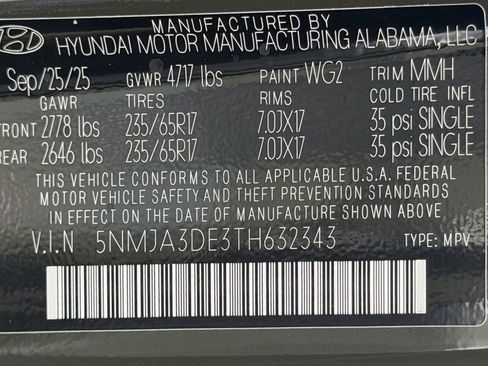 MANUFACTURED BY
HYUNDAI MOTOR MANUFACTURING ALABAMA, LLC
Sep/25/25 GVWR 4717 lbs PAINT WG2 TRIM MMH
GAWR TIRES RIMS COLD TIRE INFL
FRONT 2778 lbs 235/65R17 7.0JX17 35 psi SINGLE
REAR 2646 lbs 235/65R17 7.0JX17 35 psi SINGLE
THIS VEHICLE CONFORMS TO ALL APPLICABLE U.S.A. FEDERAL
MOTOR VEHICLE SAFETY AND THEFT PREVENTION STANDARDS
IN EFFECT ON THE DATE OF MANUFACTURE SHOWN ABOVE.
V.I.N 5NMJA3DE3TH632343 TYPE: MPV